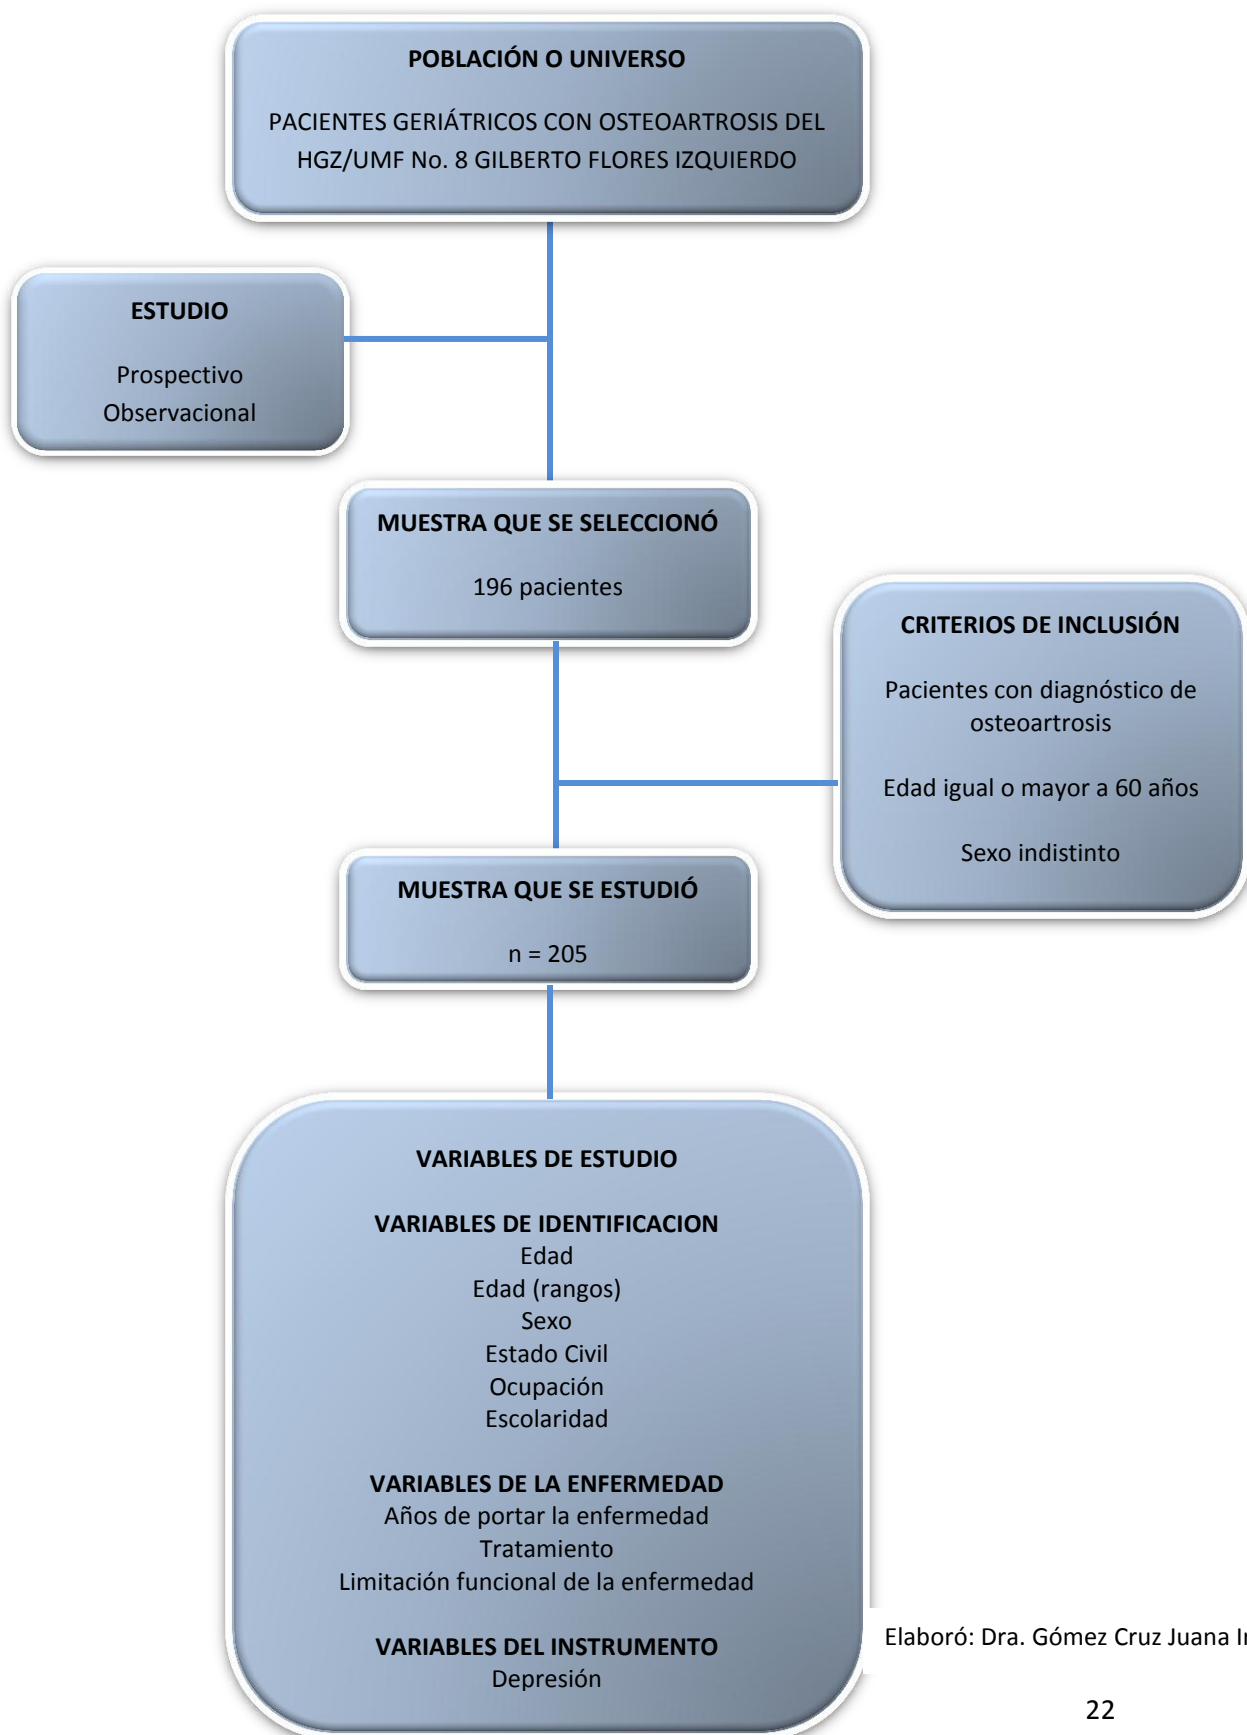 POBLACIÓN O UNIVERSO
PACIENTES GERIÁTRICOS CON OSTEOARTROSIS DEL
HGZ/UMF No. 8 GILBERTO FLORES IZQUIERDO
ESTUDIO
Prospectivo
Observacional
MUESTRA QUE SE SELECCIONÓ
196 pacientes
CRITERIOS DE INCLUSIÓN
Pacientes con diagnóstico de
osteoartrosis
Edad igual o mayor a 60 años
Sexo indistinto
MUESTRA QUE SE ESTUDIÓ
n = 205
VARIABLES DE ESTUDIO
VARIABLES DE IDENTIFICACION
Edad
Edad (rangos)
Sexo
Estado Civil
Ocupación
Escolaridad
VARIABLES DE LA ENFERMEDAD
Años de portar la enfermedad
Tratamiento
Limitación funcional de la enfermedad
VARIABLES DEL INSTRUMENTO
Depresión
Elaboró: Dra. Gómez Cruz Juana
22